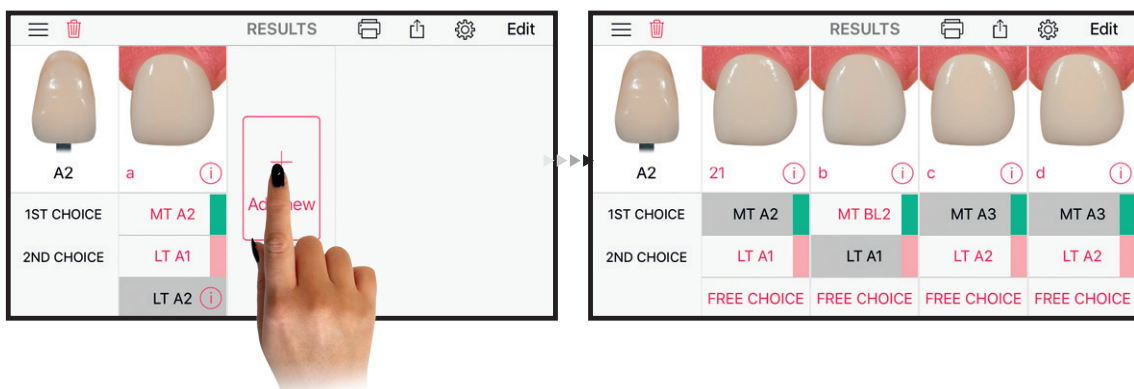 RESULTS Edit
A2 a i
1ST CHOICE MT A2
2ND CHOICE LT A1
LT A2 i
RESULTS Edit
A2 21 i b i c i d i
1ST CHOICE MT A2 MT BL2 MT A3 MT A3
2ND CHOICE LT A1 LT A1 LT A2 LT A2
FREE CHOICE FREE CHOICE FREE CHOICE FREE CHOICE